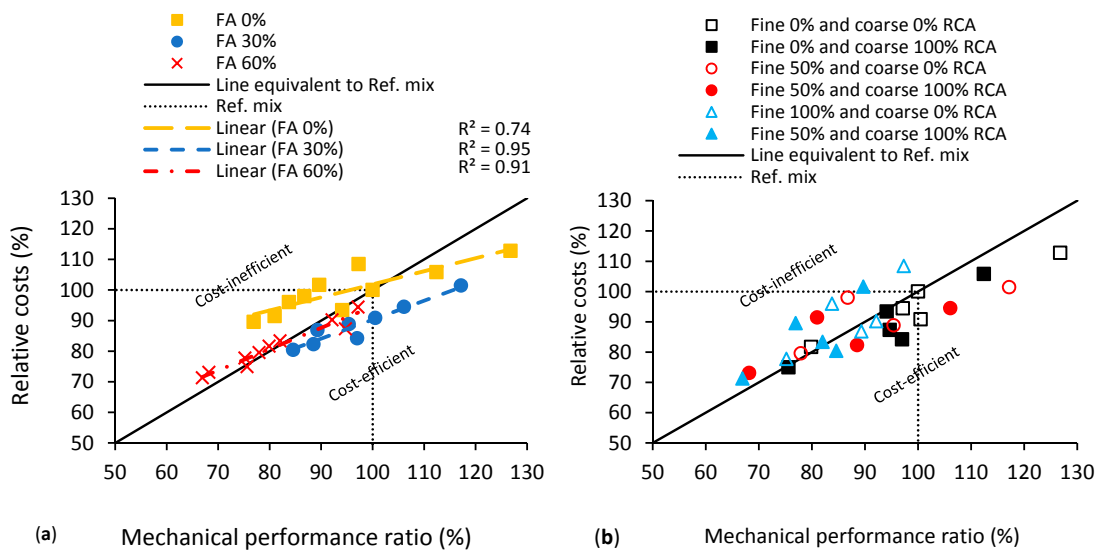 FA 0%
FA 30%
FA 60%
Line equivalent to Ref. mix
Ref. mix
Linear (FA 0%) R² = 0.74
Linear (FA 30%) R² = 0.95
Linear (FA 60%) R² = 0.91
130
120
110
100
90
80
70
60
50
Relative costs (%)
Cost-inefficient
Cost-efficient
50 60 70 80 90 100 110 120 130
(a) Mechanical performance ratio (%)
Fine 0% and coarse 0% RCA
Fine 0% and coarse 100% RCA
Fine 50% and coarse 0% RCA
Fine 50% and coarse 100% RCA
Fine 100% and coarse 0% RCA
Fine 50% and coarse 100% RCA
Line equivalent to Ref. mix
Ref. mix
130
120
110
100
90
80
70
60
50
Relative costs (%)
Cost-inefficient
Cost-efficient
50 60 70 80 90 100 110 120 130
(b) Mechanical performance ratio (%)